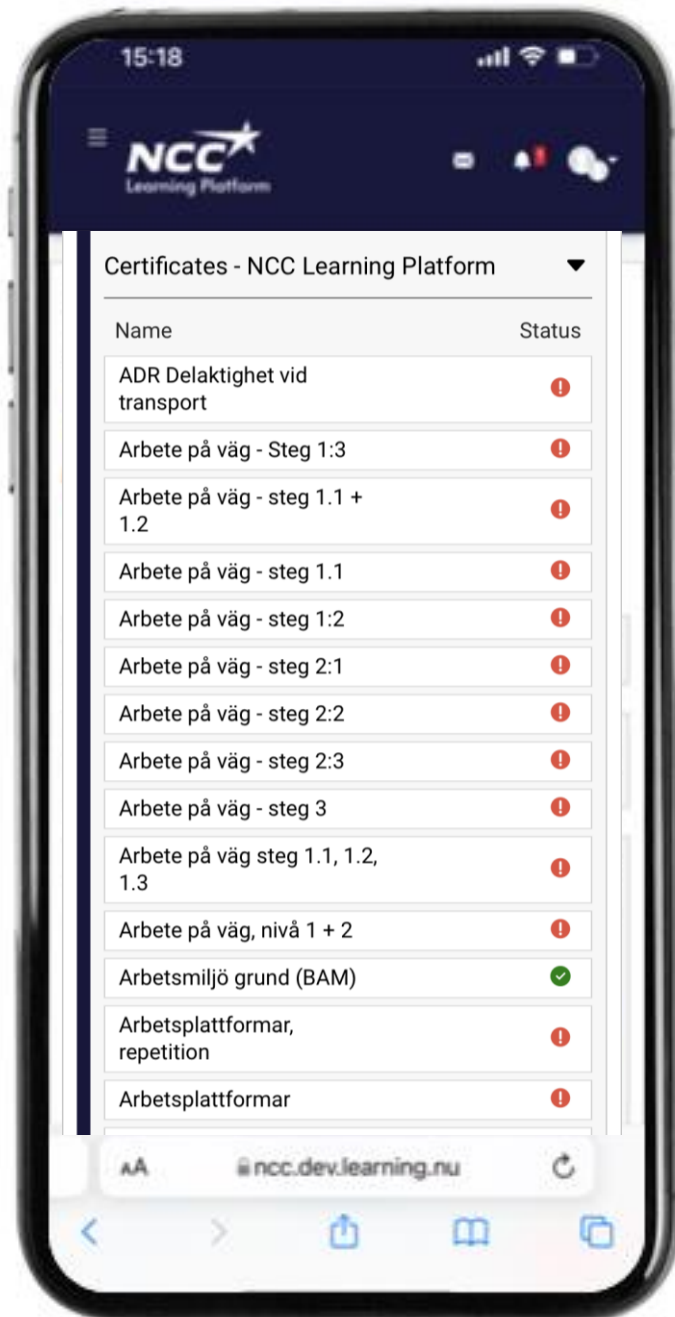 15:18
NCC
Learning Platform
Certificates - NCC Learning Platform
Name Status
ADR Delaktighet vid
transport
Arbete på väg - Steg 1:3
Arbete på väg - steg 1.1 +
1.2
Arbete på väg - steg 1.1
Arbete på väg - steg 1:2
Arbete på väg - steg 2:1
Arbete på väg - steg 2:2
Arbete på väg - steg 2:3
Arbete på väg - steg 3
Arbete på väg steg 1.1, 1.2,
1.3
Arbete på väg, nivå 1 + 2
Arbetsmiljö grund (BAM)
Arbetsplattformar,
repetition
Arbetsplattformar
AA ncc.dev.learning.nu